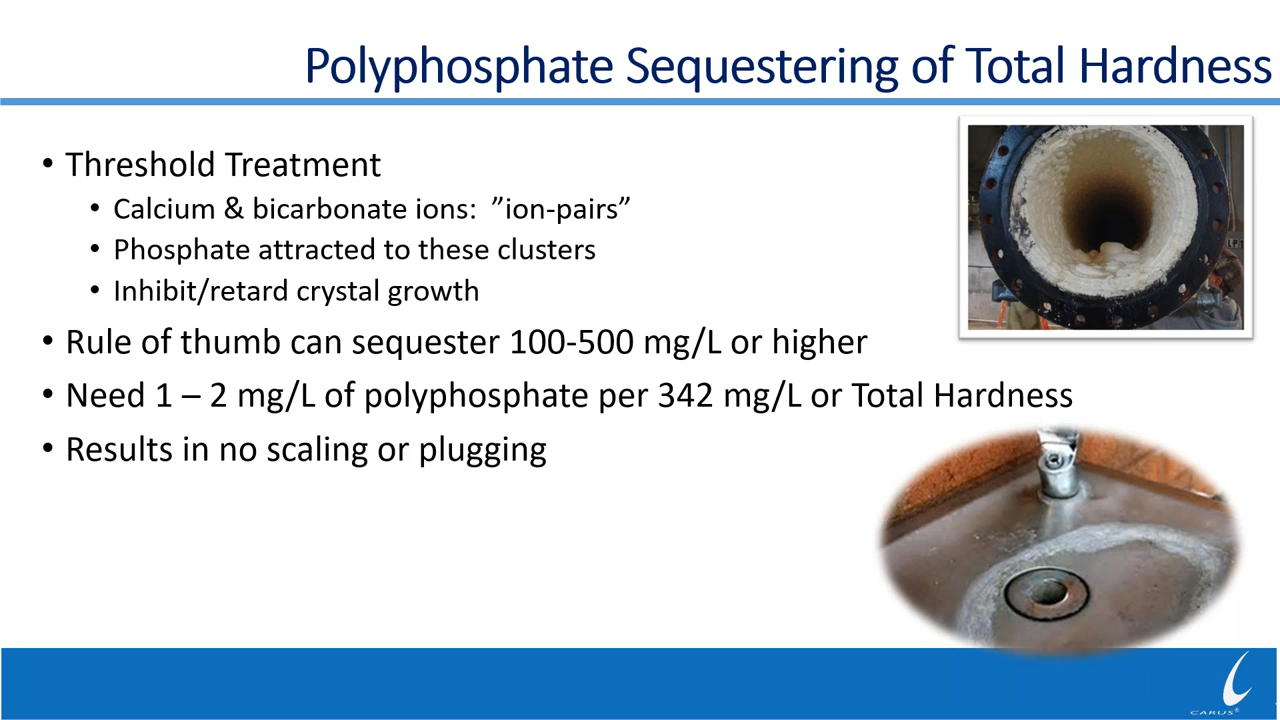 Polyphosphate Sequestering of Total Hardness
• Threshold Treatment
• Calcium & bicarbonate ions: ”ion-pairs”
• Phosphate attracted to these clusters
• Inhibit/retard crystal growth
• Rule of thumb can sequester 100-500 mg/L or higher
• Need 1 – 2 mg/L of polyphosphate per 342 mg/L or Total Hardness
• Results in no scaling or plugging
CARUS®